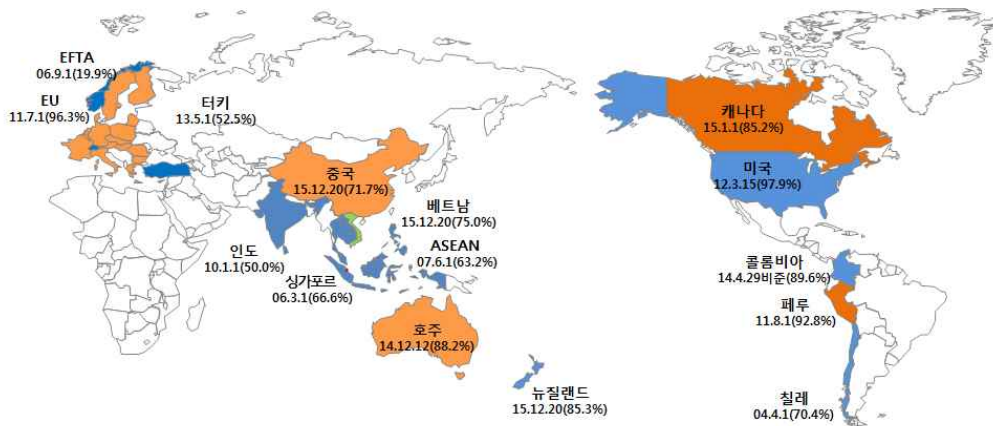 EFTA
06.9.1(19.9%)
EU
11.7.1(96.3%)
터키
13.5.1(52.5%)
중국
15.12.20(71.7%)
베트남
15.12.20(75.0%)
인도
10.1.1(50.0%)
ASEAN
07.6.1(63.2%)
싱가포르
06.3.1(66.6%)
호주
14.12.12(88.2%)
뉴질랜드
15.12.20(85.3%)
캐나다
15.1.1(85.2%)
미국
12.3.15(97.9%)
콜롬비아
14.4.29비준(89.6%)
페루
11.8.1(92.8%)
칠레
04.4.1(70.4%)